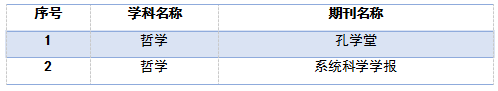 序号 学科名称 期刊名称
1 哲学 孔学堂
2 哲学 系统科学学报